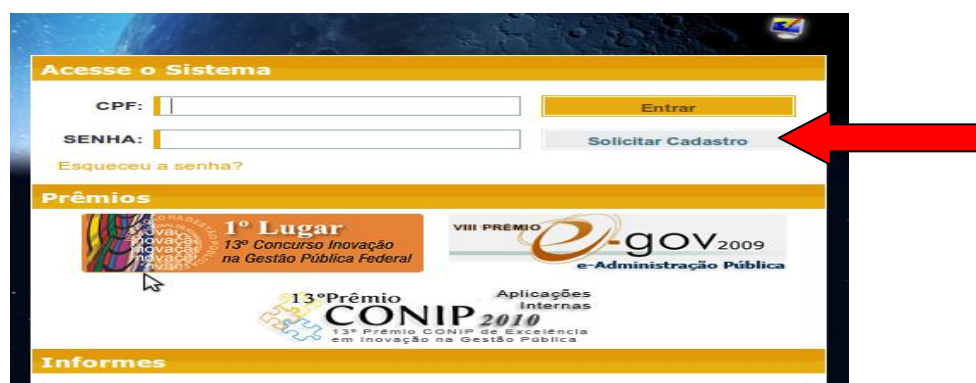 Acesse o Sistema
CPF:
Entrar
SENHA:
Solicitar Cadastro
Esqueceu a senha?
Prêmios
1º Lugar
13º Concurso Inovação
na Gestão Pública Federal
VIII PRÊMIO
e-gov2009
e-Administração Pública
13ºPrêmio
CONIP 2010
Aplicações
Internas
13º Prêmio CONIP de Excelência
em Inovação na Gestão Pública
Informes